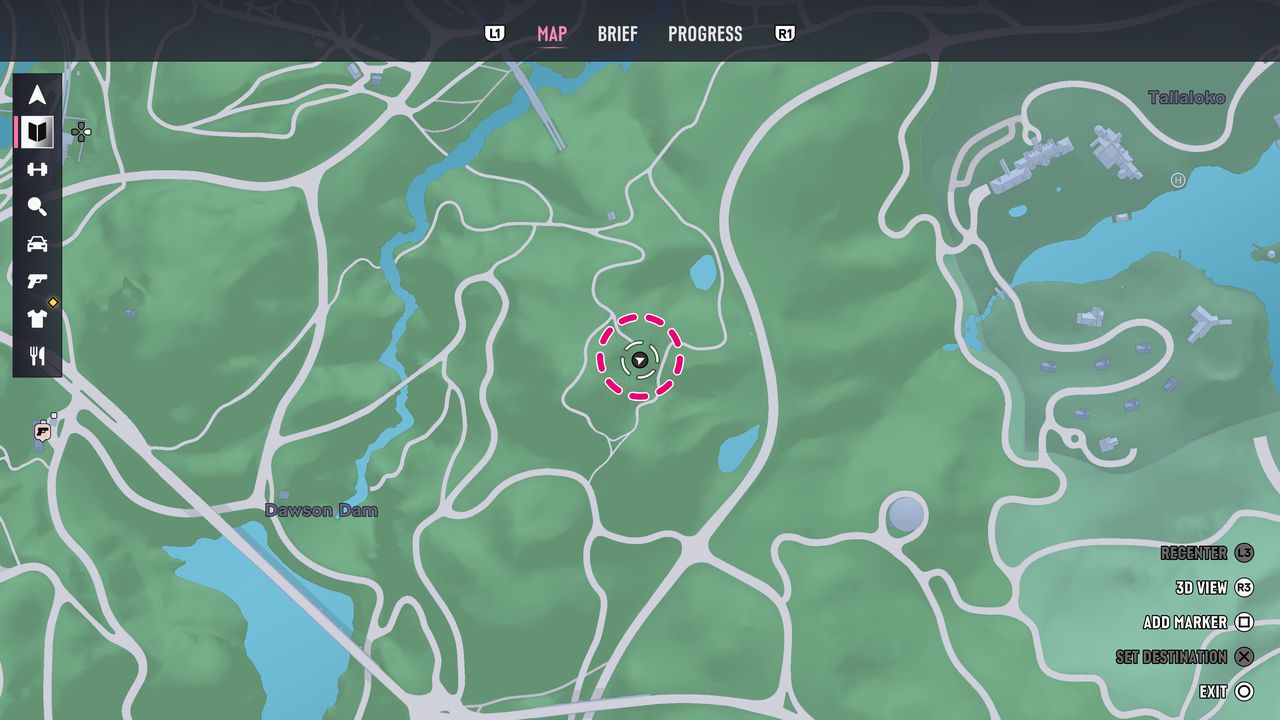 L1 MAP BRIEF PROGRESS R1
Tallaloko
H
Dawson Dam
RECENTER L3
3D VIEW R3
ADD MARKER
SET DESTINATION
EXIT